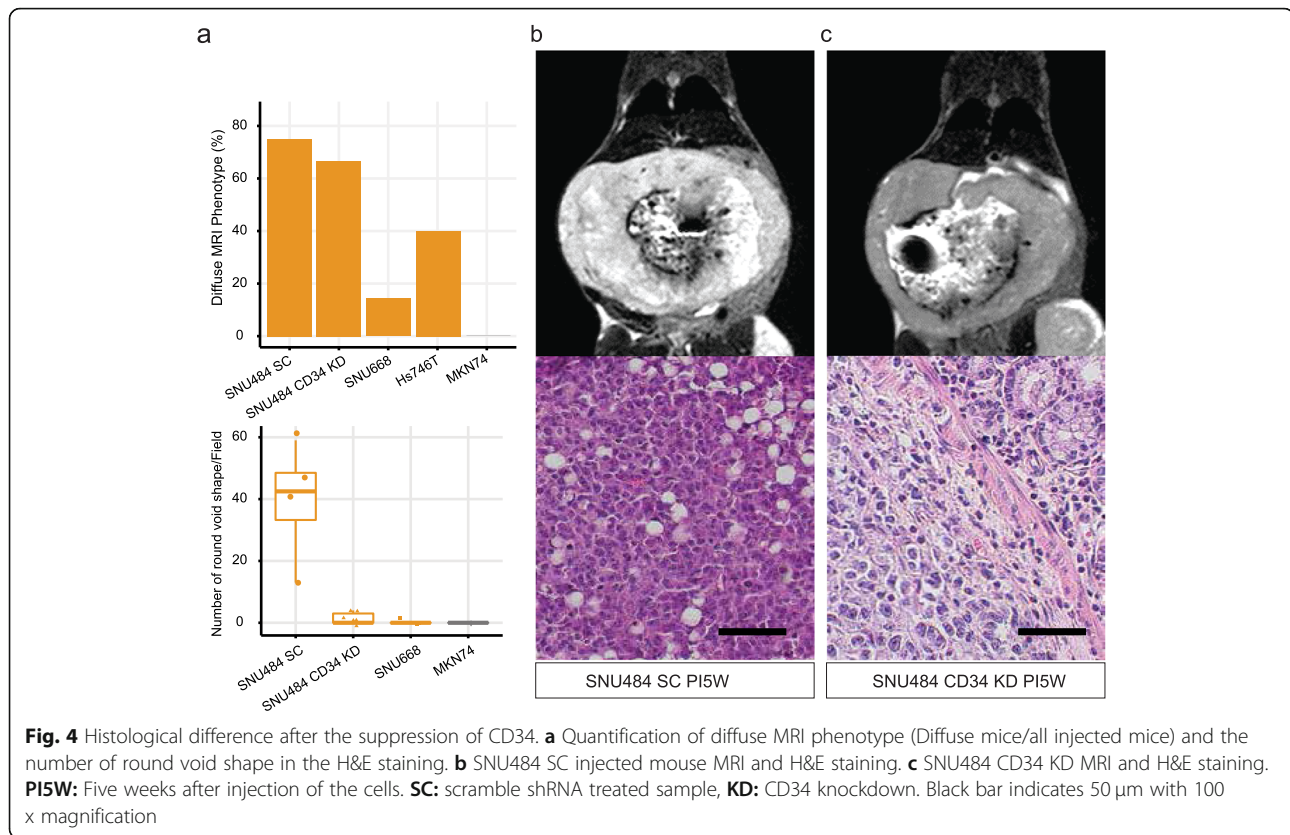 a
b
c
Diffuse MRI Phenotype (%)
80
60
40
20
0
SNU484 SC
SNU484 CD34 KD
SNU668
Hs746T
MKN74
Number of round void shape/Field
60
40
20
0
SNU484 SC
SNU484 CD34 KD
SNU668
MKN74
SNU484 SC PI5W
SNU484 CD34 KD PI5W
Fig. 4 Histological difference after the suppression of CD34. a Quantification of diffuse MRI phenotype (Diffuse mice/all injected mice) and the
number of round void shape in the H&E staining. b SNU484 SC injected mouse MRI and H&E staining. c SNU484 CD34 KD MRI and H&E staining.
PI5W: Five weeks after injection of the cells. SC: scramble shRNA treated sample, KD: CD34 knockdown. Black bar indicates 50 μm with 100
x magnification